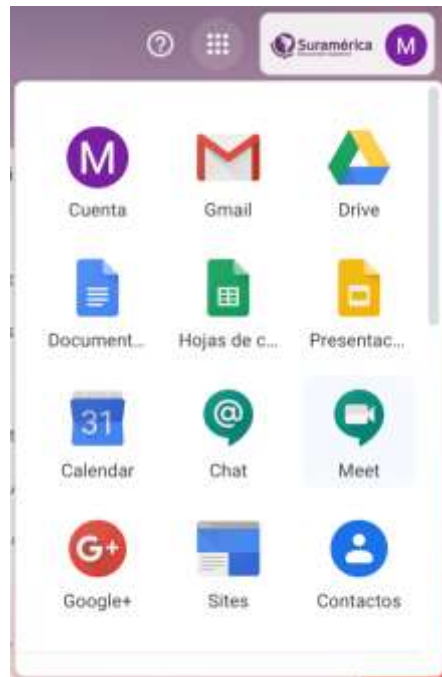 Suramérica M
M
Cuenta Gmail Drive
Document... Hojas de c... Presentac...
31 @
Calendar Chat Meet
G+
Google+ Sites Contactos